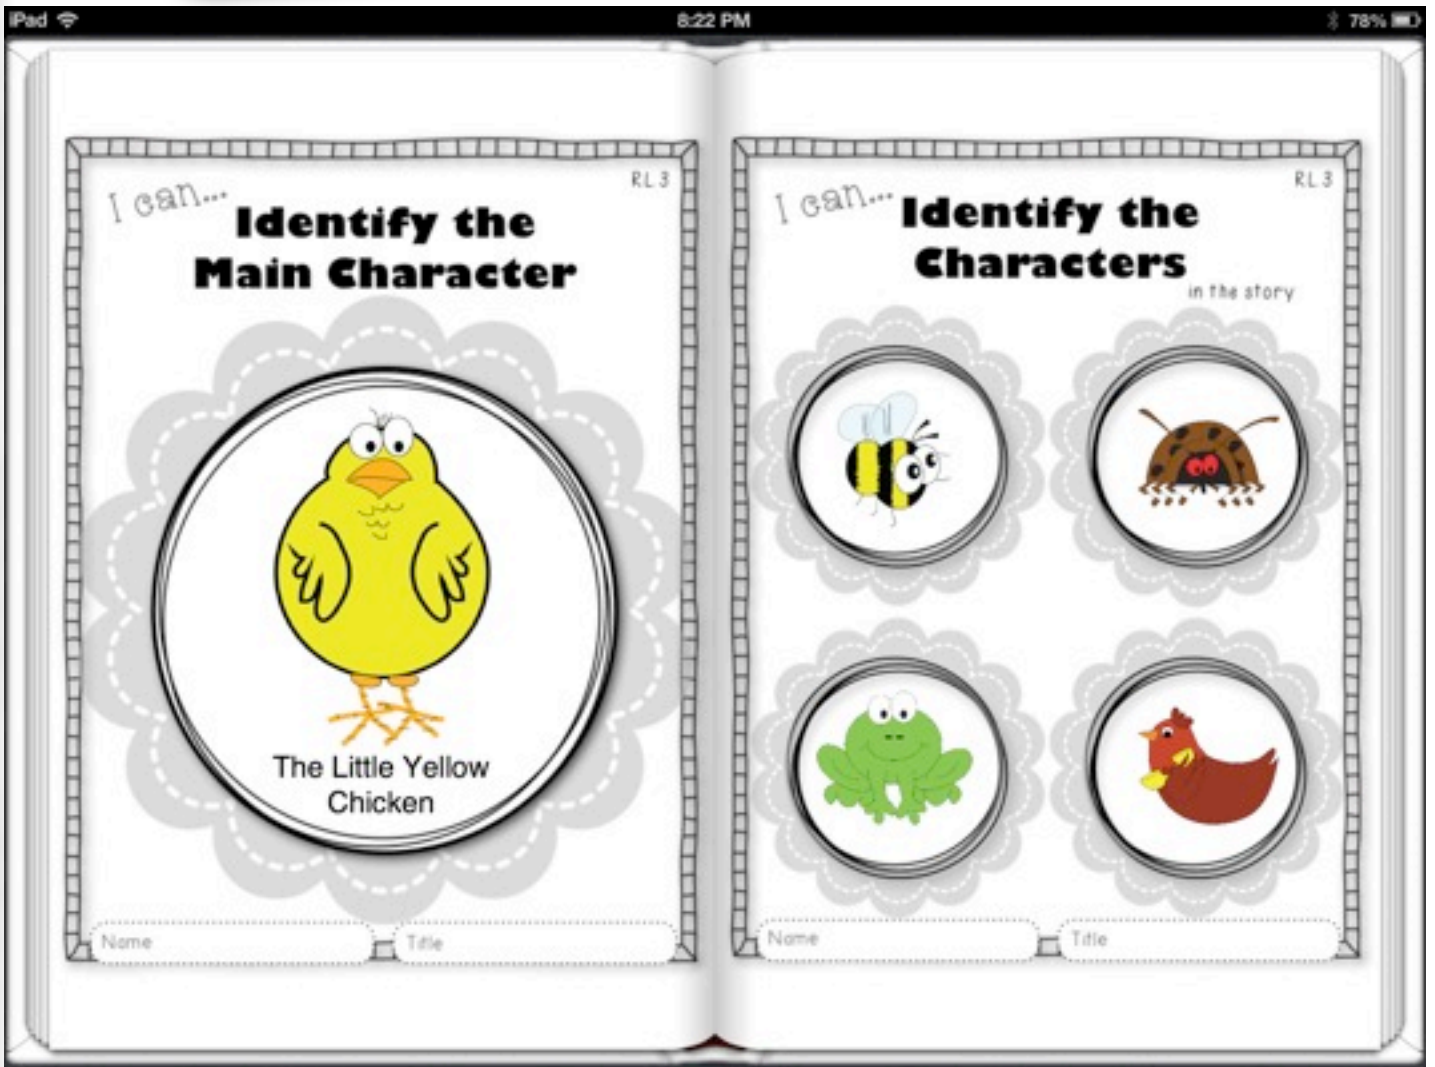 iPad
8:22 PM
78%
RL.3
I can...
Identify the
Main Character
The Little Yellow
Chicken
Name
Title
RL.3
I can...
Identify the
Characters
in the story
Name
Title